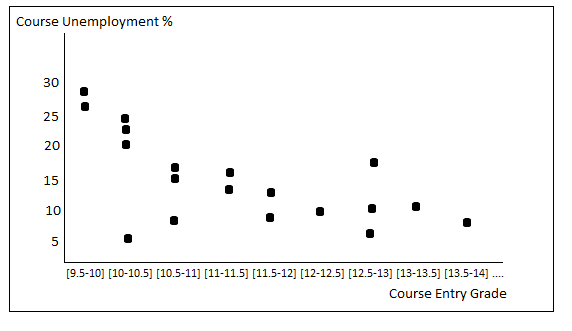 Course Unemployment %
30
25
20
15
10
5
[9.5-10] [10-10.5] [10.5-11] [11-11.5] [11.5-12] [12-12.5] [12.5-13] [13-13.5] [13.5-14] ....
Course Entry Grade